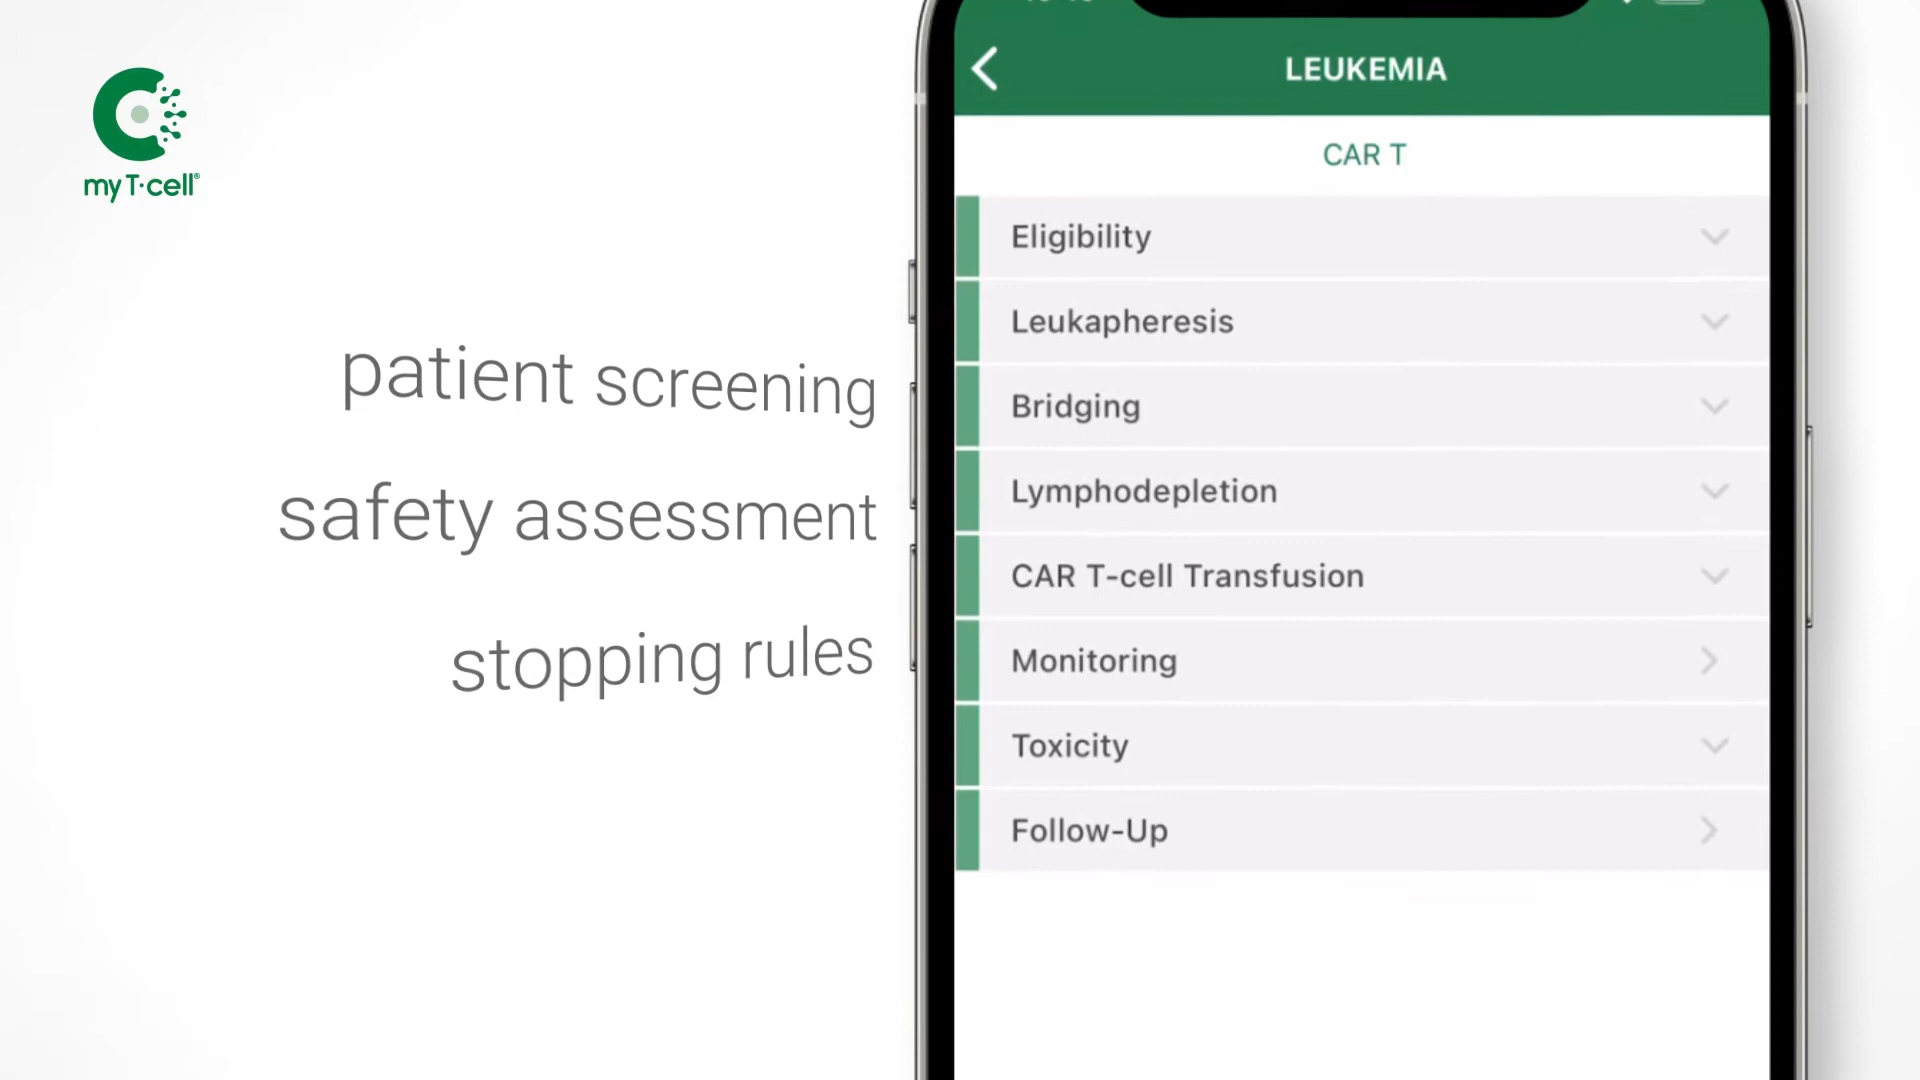 my T·cell®
patient screening
safety assessment
stopping rules
LEUKEMIA
CAR T
Eligibility
Leukapheresis
Bridging
Lymphodepletion
CAR T-cell Transfusion
Monitoring
Toxicity
Follow-Up